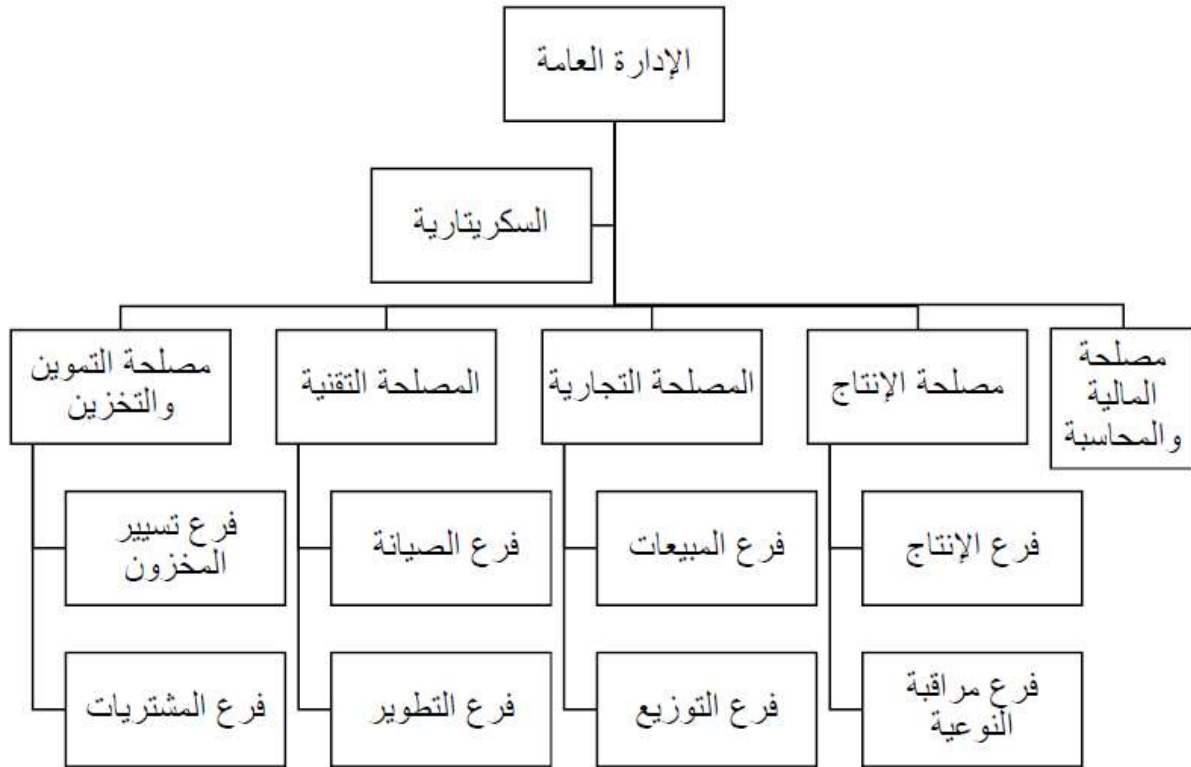 الإدارة العامة
السكريتارية
مصلحة
المالية
والمحاسبة
مصلحة الإنتاج
المصلحة التجارية
المصلحة التقنية
مصلحة التموين
والتخزين
فرع الإنتاج
فرع المبيعات
فرع الصيانة
فرع تسيير
المخزون
فرع مراقبة
النوعية
فرع التوزيع
فرع التطوير
فرع المشتريات